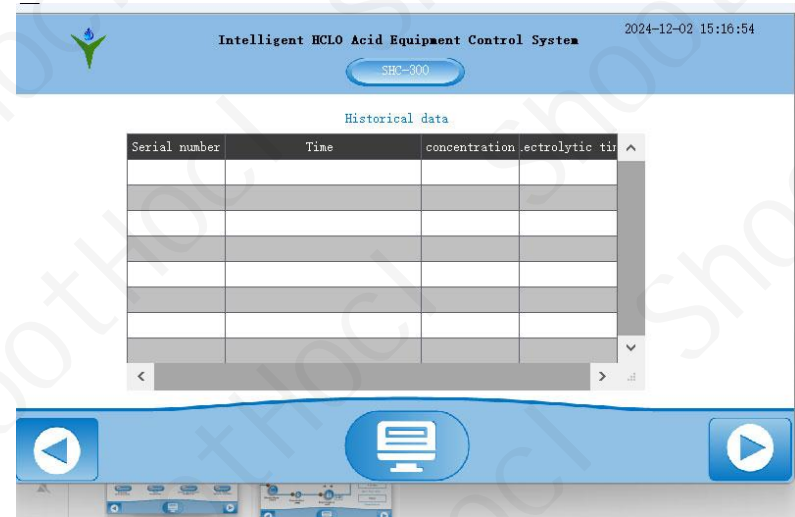 Intelligent HCLO Acid Equipment Control System
2024-12-02 15:16:54
SHC-300
Historical data
Serial number Time concentration .ectrolytic tir
ShootHocl